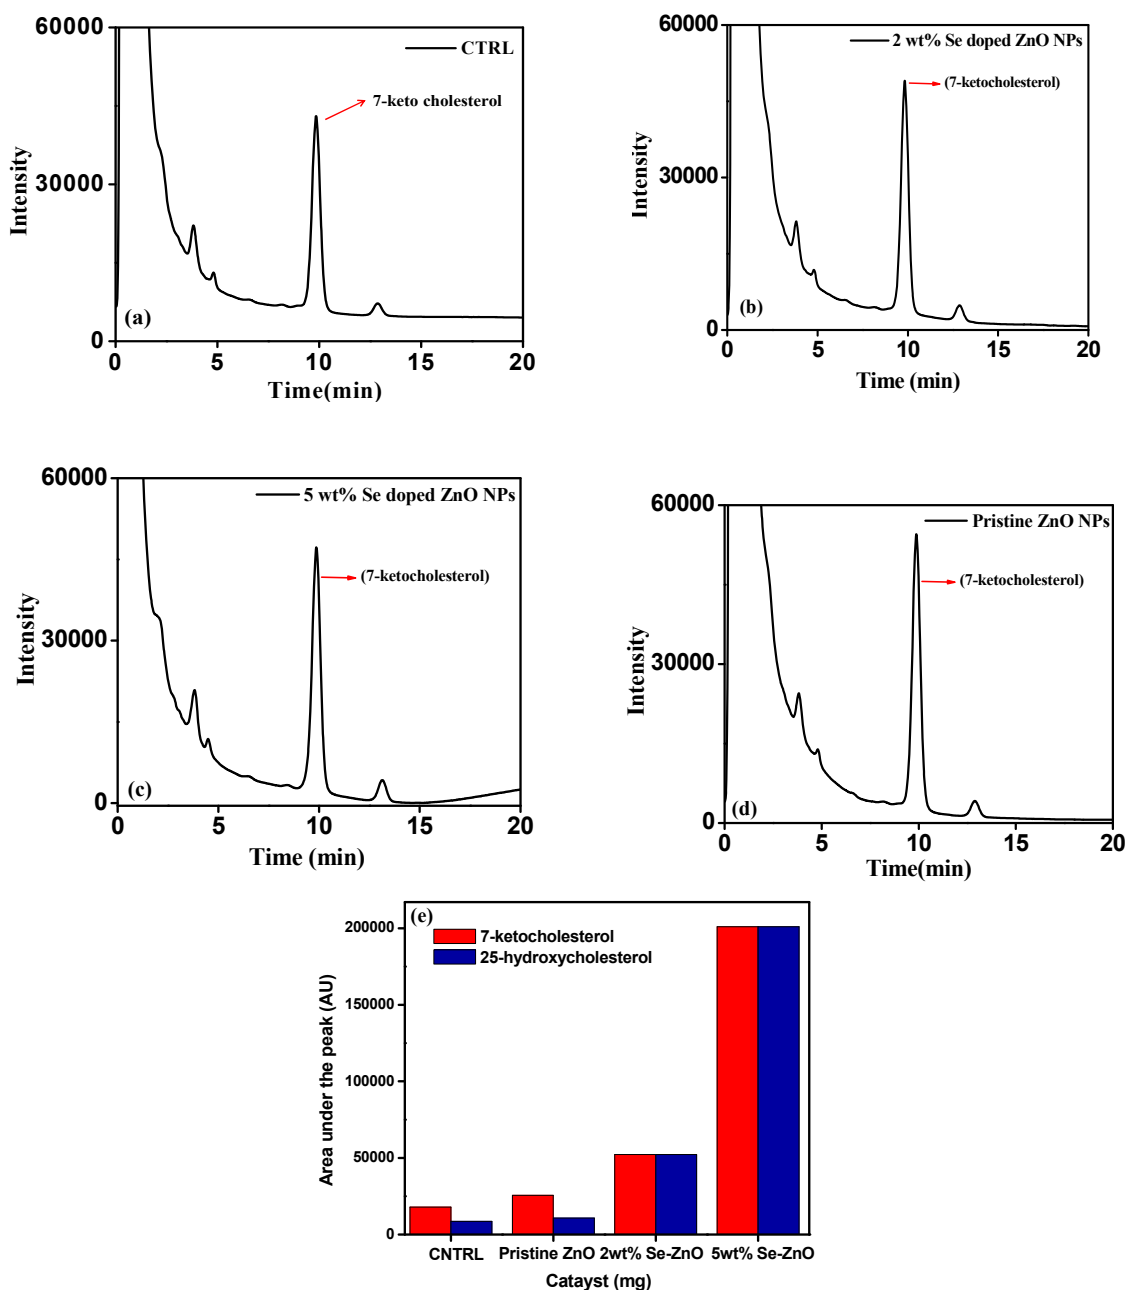 60000
30000
0
Intensity
CTRL
7-keto cholesterol
(a)
0 5 10 15 20
Time(min)
60000
30000
0
Intensity
2 wt% Se doped ZnO NPs
(7-ketocholesterol)
(b)
0 5 10 15 20
Time (min)
60000
30000
0
Intensity
5 wt% Se doped ZnO NPs
(7-ketocholesterol)
(c)
0 5 10 15 20
Time (min)
60000
30000
0
Intensity
Pristine ZnO NPs
(7-ketocholesterol)
(d)
0 5 10 15 20
Time(min)
(e)
7-ketocholesterol
25-hydroxycholesterol
200000
150000
100000
50000
0
Area under the peak (AU)
CNTRL Pristine ZnO 2wt% Se-ZnO 5wt% Se-ZnO
Catayst (mg)